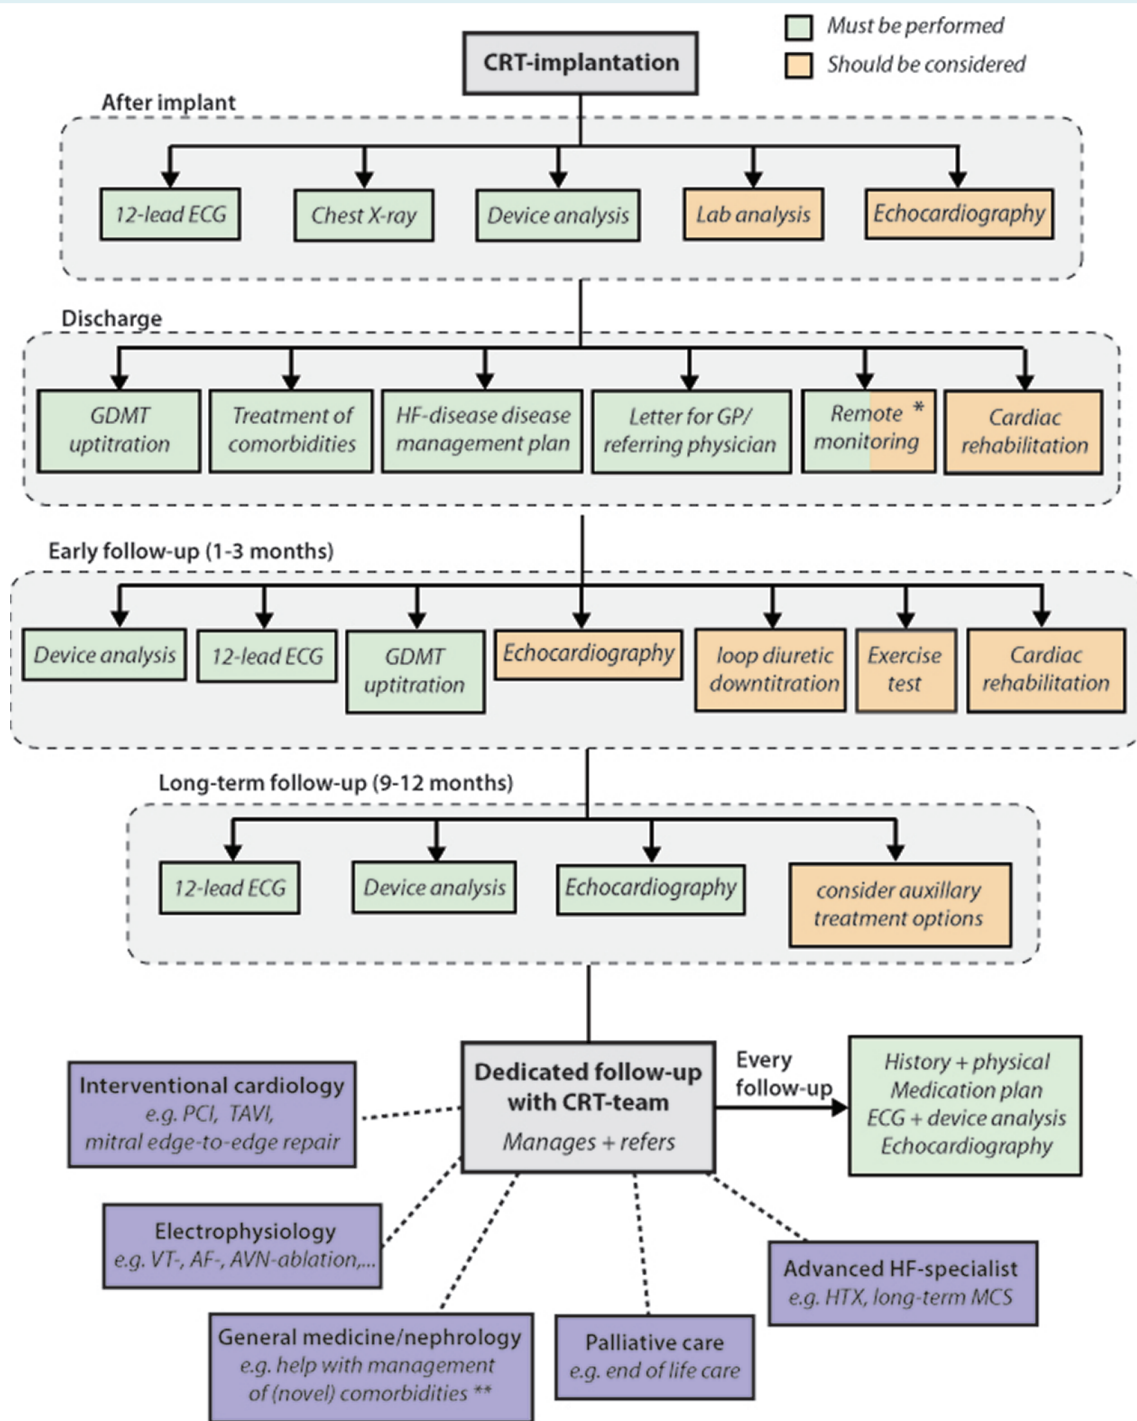 Must be performed
Should be considered
CRT-implantation
After implant
12-lead ECG
Chest X-ray
Device analysis
Lab analysis
Echocardiography
Discharge
GDMT
uptitration
Treatment of
comorbidities
HF-disease disease
management plan
Letter for GP/
referring physician
Remote *
monitoring
Cardiac
rehabilitation
Early follow-up (1-3 months)
Device analysis
12-lead ECG
GDMT
uptitration
Echocardiography
loop diuretic
downtitration
Exercise
test
Cardiac
rehabilitation
Long-term follow-up (9-12 months)
12-lead ECG
Device analysis
Echocardiography
consider auxillary
treatment options
Dedicated follow-up
with CRT-team
Manages + refers
Every
follow-up
History + physical
Medication plan
ECG + device analysis
Echocardiography
Interventional cardiology
e.g. PCI, TAVI,
mitral edge-to-edge repair
Electrophysiology
e.g. VT-, AF-, AVN-ablation,...
General medicine/nephrology
e.g. help with management
of (novel) comorbidities **
Palliative care
e.g. end of life care
Advanced HF-specialist
e.g. HTX, long-term MCS